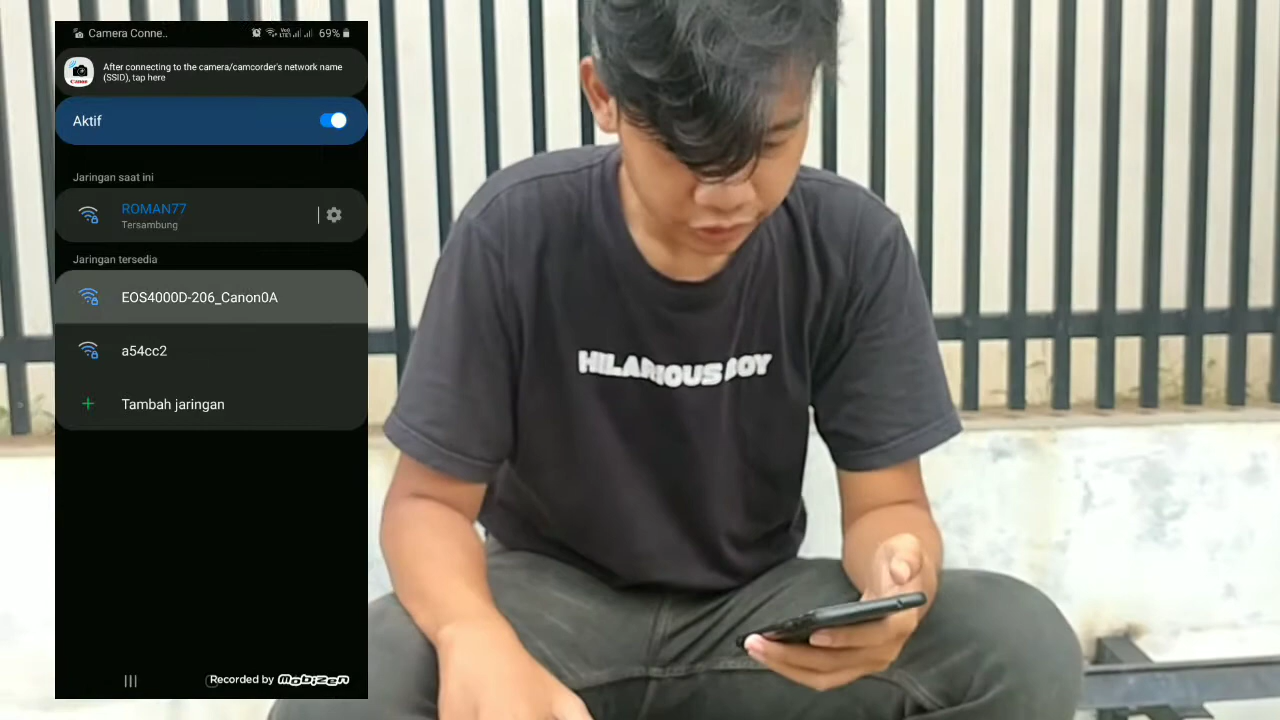 Camera Conne..
69%
Canon
After connecting to the camera/camcorder's network name
(SSID), tap here
Aktif
Jaringan saat ini
ROMAN77
Tersambung
Jaringan tersedia
EOS4000D-206_Canon0A
a54cc2
Tambah jaringan
Recorded by mobizen
HILARIOUS BOY